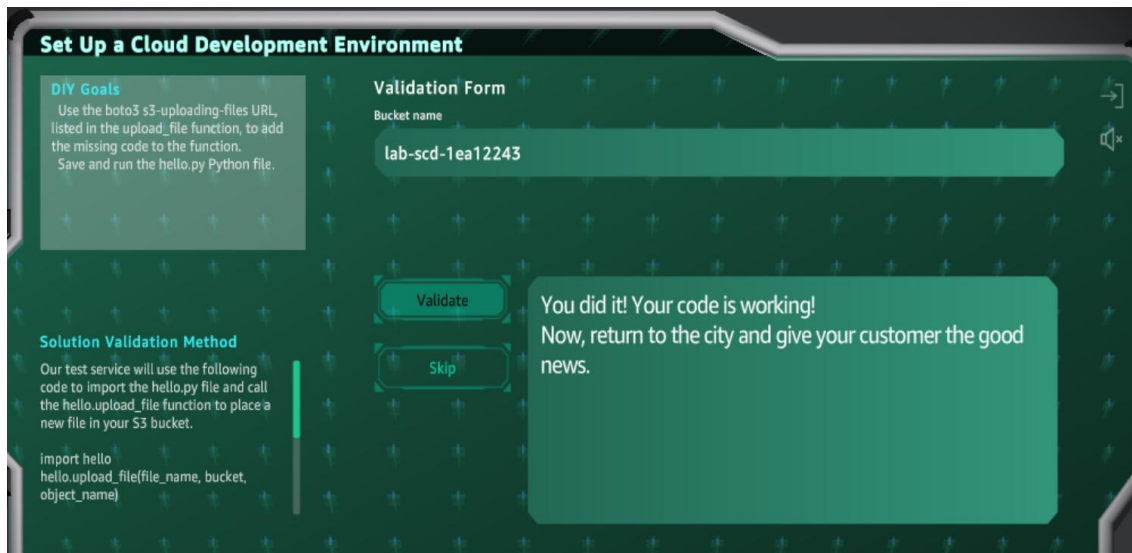 Set Up a Cloud Development Environment
DIY Goals
Use the boto3 s3-uploading-files URL,
listed in the upload_file function, to add
the missing code to the function.
Save and run the hello.py Python file.
Validation Form
Bucket name
lab-scd-1ea12243
Validate
Skip
You did it! Your code is working!
Now, return to the city and give your customer the good
news.
Solution Validation Method
Our test service will use the following
code to import the hello.py file and call
the hello.upload_file function to place a
new file in your S3 bucket.
import hello
hello.upload_file(file_name, bucket,
object_name)